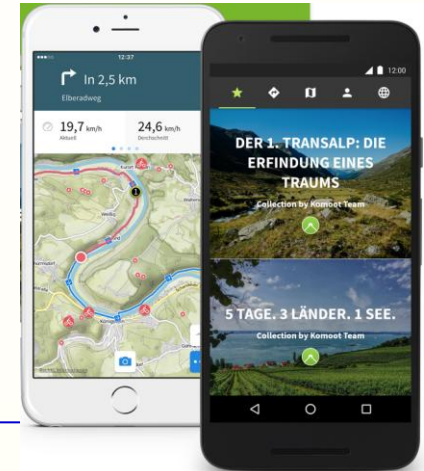 12:37
In 2,5 km
Elberadweg
19,7 km/h
Aktuell
24,6 km/h
Durchschnitt
Weißig
Königstein
12:00
DER 1. TRANSALP: DIE
ERFINDUNG EINES
TRAUMS
Collection by Komoot Team
5 TAGE. 3 LÄNDER. 1 SEE.
Collection by Komoot Team